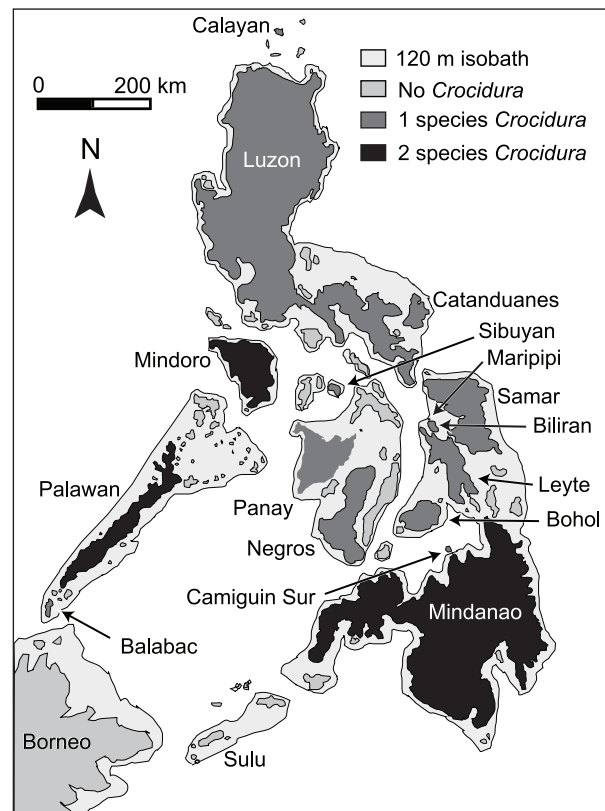 Calayan
0 200 km
N
120 m isobath
No Crocidura
1 species Crocidura
2 species Crocidura
Luzon
Catanduanes
Sibuyan
Maripipi
Mindoro
Samar
Biliran
Palawan
Leyte
Panay
Bohol
Negros
Camiguin Sur
Mindanao
Balabac
Borneo
Sulu